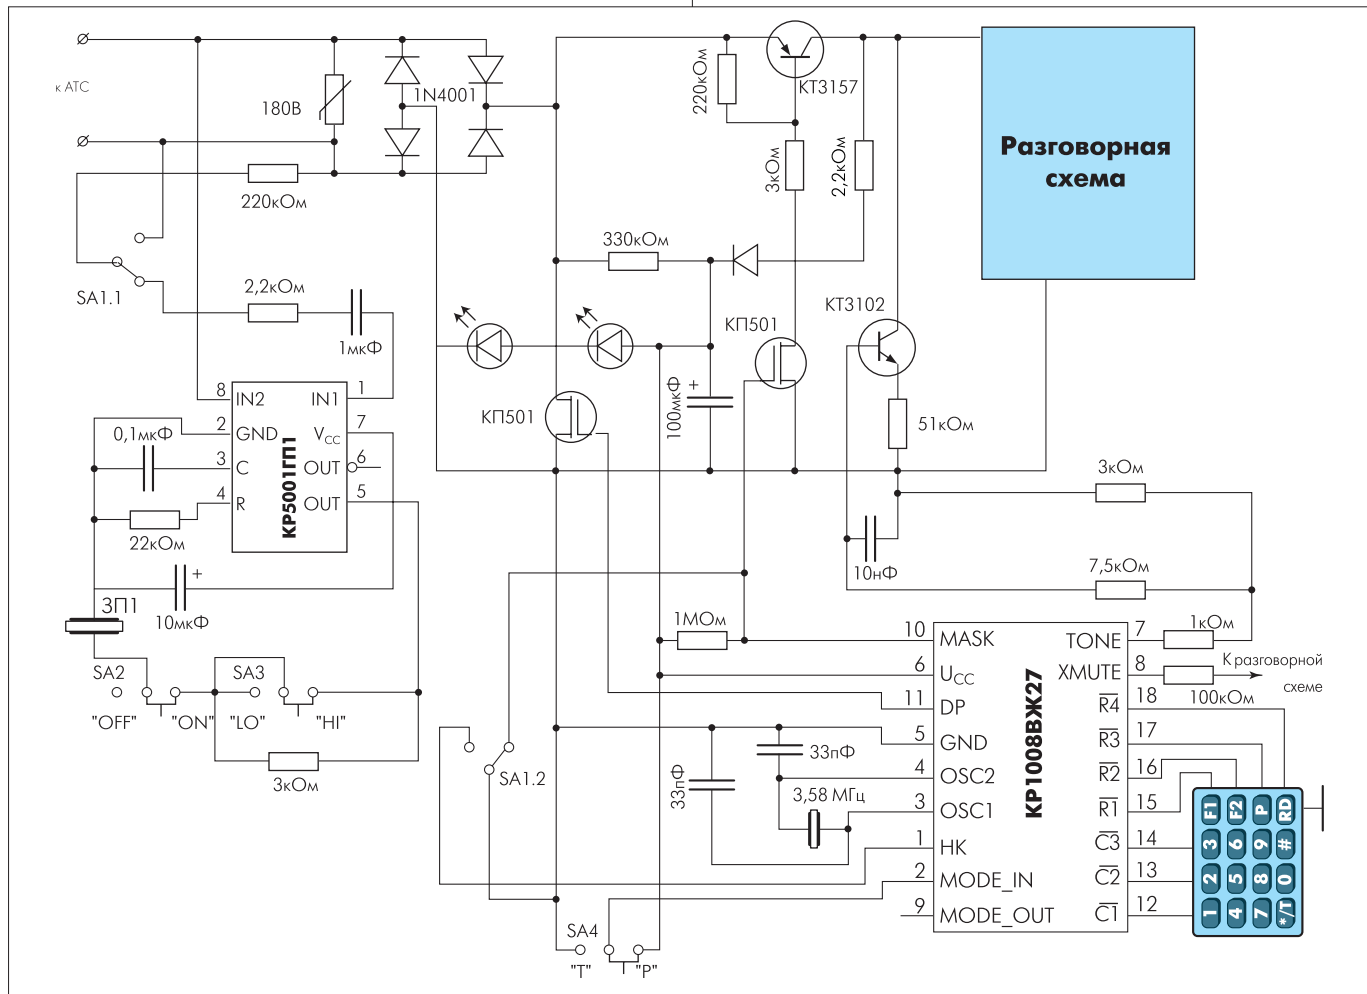 к АТС
180В
1N4001
220кОм
КТ3157
Разговорная
схема
220кОм
3кОм
2,2кОм
SA1.1
2,2кОм
1мкФ
330кОм
КП501
КТ3102
КП501
100мкФ
+
51кОм
8 IN2 IN1 1
2 GND VCC 7
3 C OUT 6
4 R OUT 5
КР5001ГП1
0,1мкФ
22кОм
+
10мкФ
ЗП1
SA2
"OFF" "ON"
SA3
"LO" "HI"
3кОм
3кОм
10нФ
7,5кОм
1МОм
1кОм
К разговорной
схеме
100кОм
SA1.2
33пФ
33пФ
3,58 МГц
10 MASK TONE 7
6 UCC XMUTE 8
11 DP R4 18
5 GND R3 17
4 OSC2 R2 16
3 OSC1 R1 15
1 HK C3 14
2 MODE_IN C2 13
9 MODE_OUT C1 12
КР1008ВЖ27
F1 F2 P RD
3 6 9 #
2 5 8 0
1 4 7 */T
SA4
"T" "P"